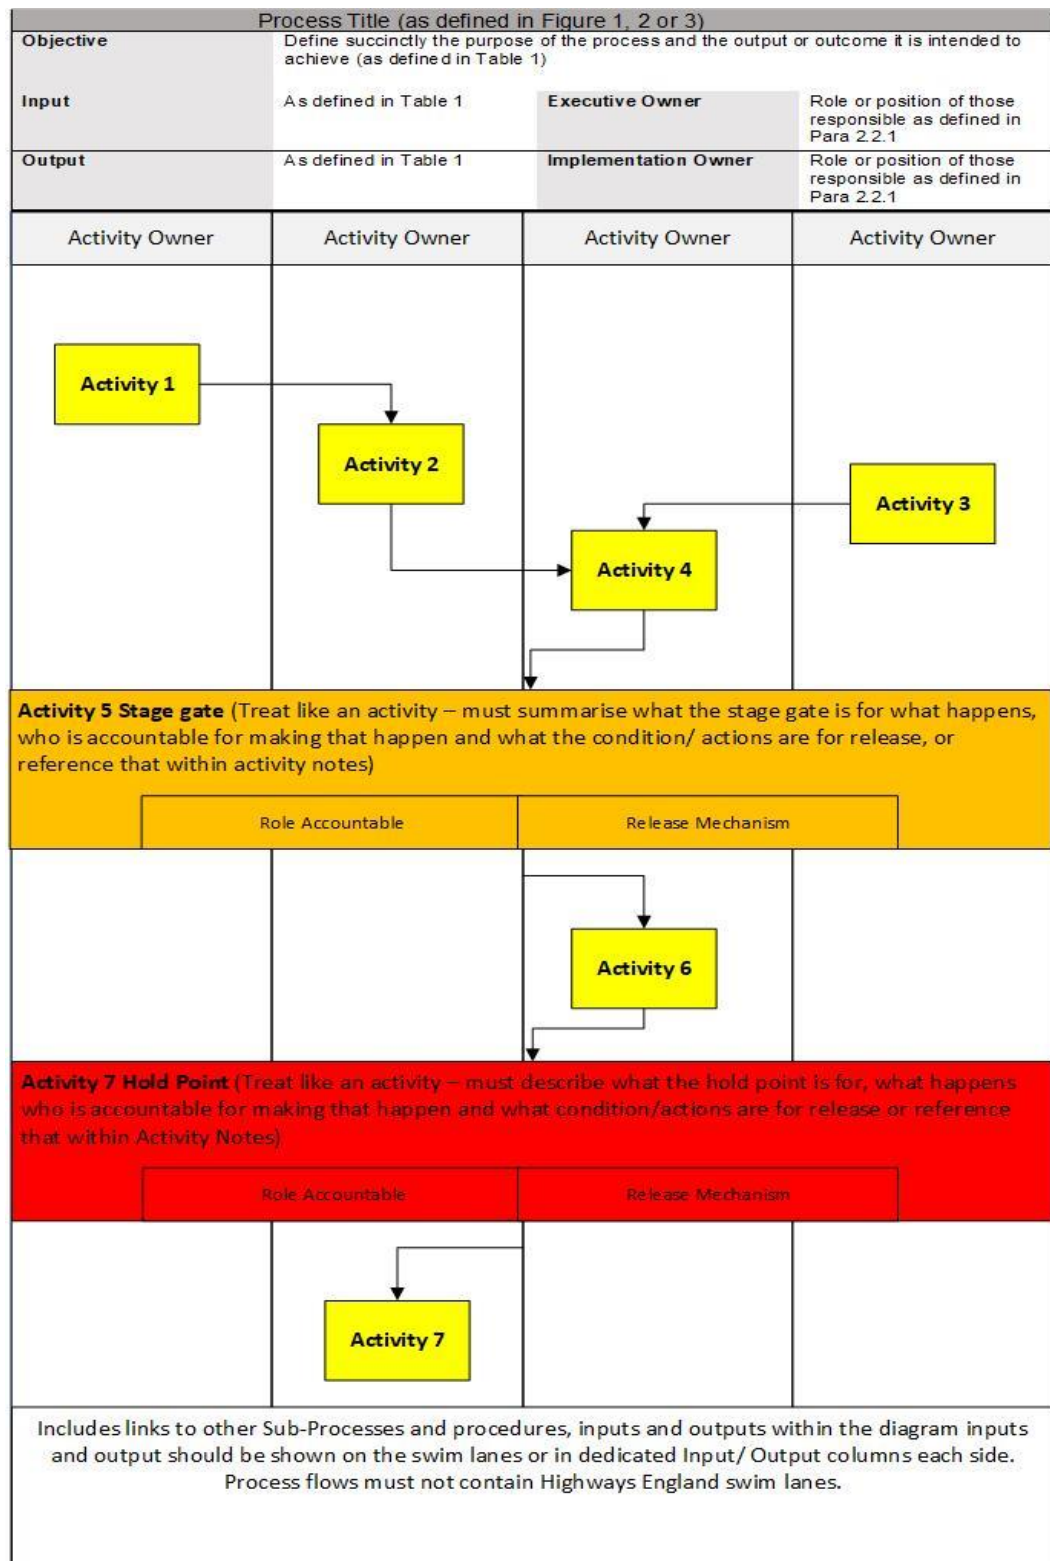 Process Title (as defined in Figure 1, 2 or 3)
Objective
Define succinctly the purpose of the process and the output or outcome it is intended to
achieve (as defined in Table 1)
Input
As defined in Table 1
Executive Owner
Role or position of those
responsible as defined in
Para 2.2.1
Output
As defined in Table 1
Implementation Owner
Role or position of those
responsible as defined in
Para 2.2.1
Activity Owner
Activity Owner
Activity Owner
Activity Owner
Activity 1
Activity 2
Activity 3
Activity 4
Activity 5 Stage gate (Treat like an activity – must summarise what the stage gate is for what happens,
who is accountable for making that happen and what the condition/ actions are for release, or
reference that within activity notes)
Role Accountable
Release Mechanism
Activity 6
Activity 7 Hold Point (Treat like an activity – must describe what the hold point is for, what happens
who is accountable for making that happen and what condition/actions are for release or reference
that within Activity Notes)
Role Accountable
Release Mechanism
Activity 7
Includes links to other Sub-Processes and procedures, inputs and outputs within the diagram inputs
and output should be shown on the swim lanes or in dedicated Input/ Output columns each side.
Process flows must not contain Highways England swim lanes.